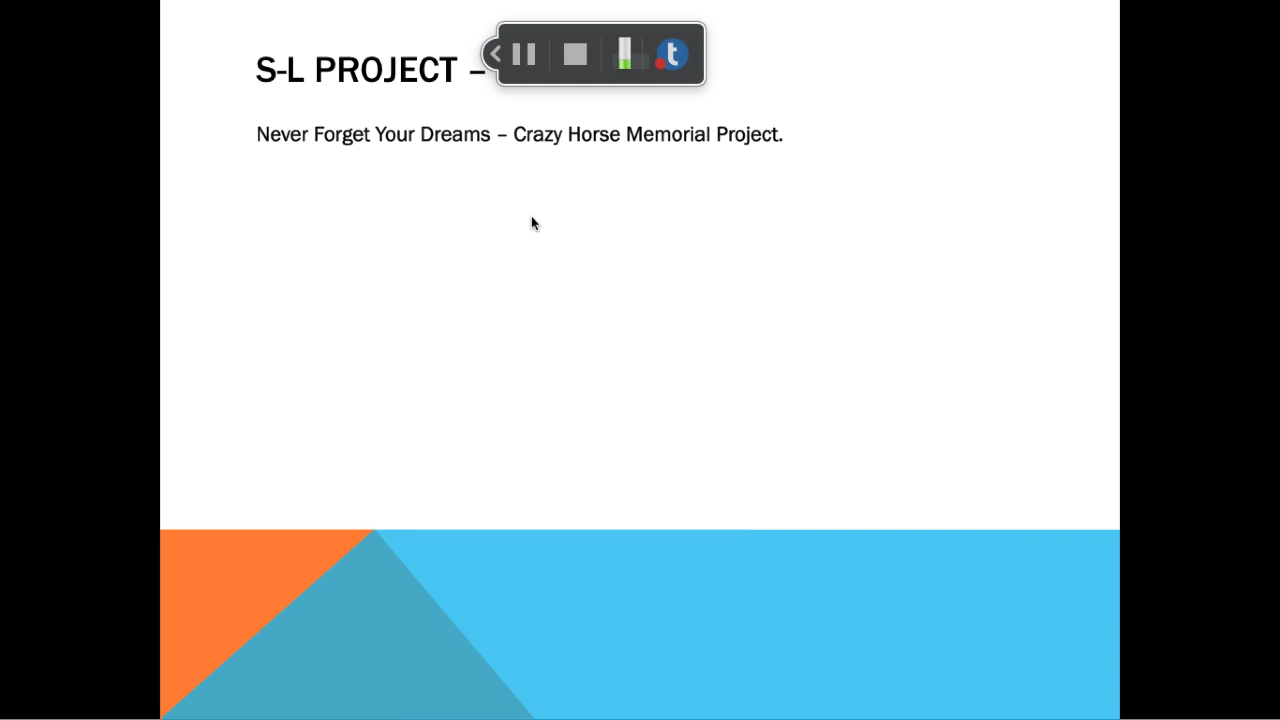 S-L PROJECT –
t
Never Forget Your Dreams – Crazy Horse Memorial Project.